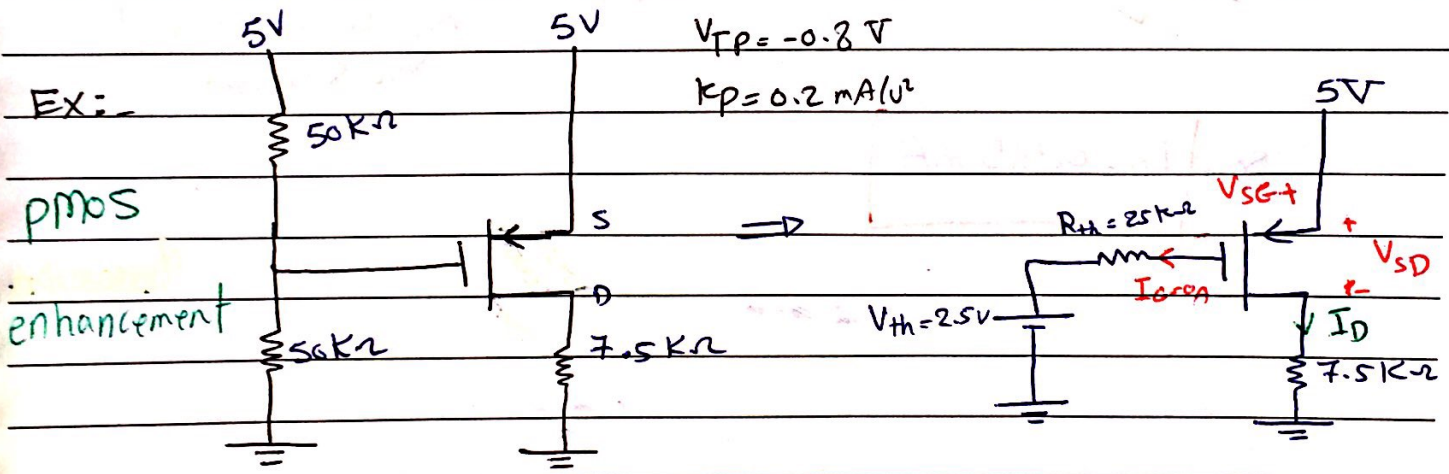 5V 5V VTP = -0.8 V
Ex:- 50KΩ KP = 0.2 mA/V² 5V
PMOS S Rth = 25KΩ VSG+ +
VSD
D IG=0A -
enhancement Vth = 2.5V ID
50KΩ 7.5KΩ 7.5KΩ